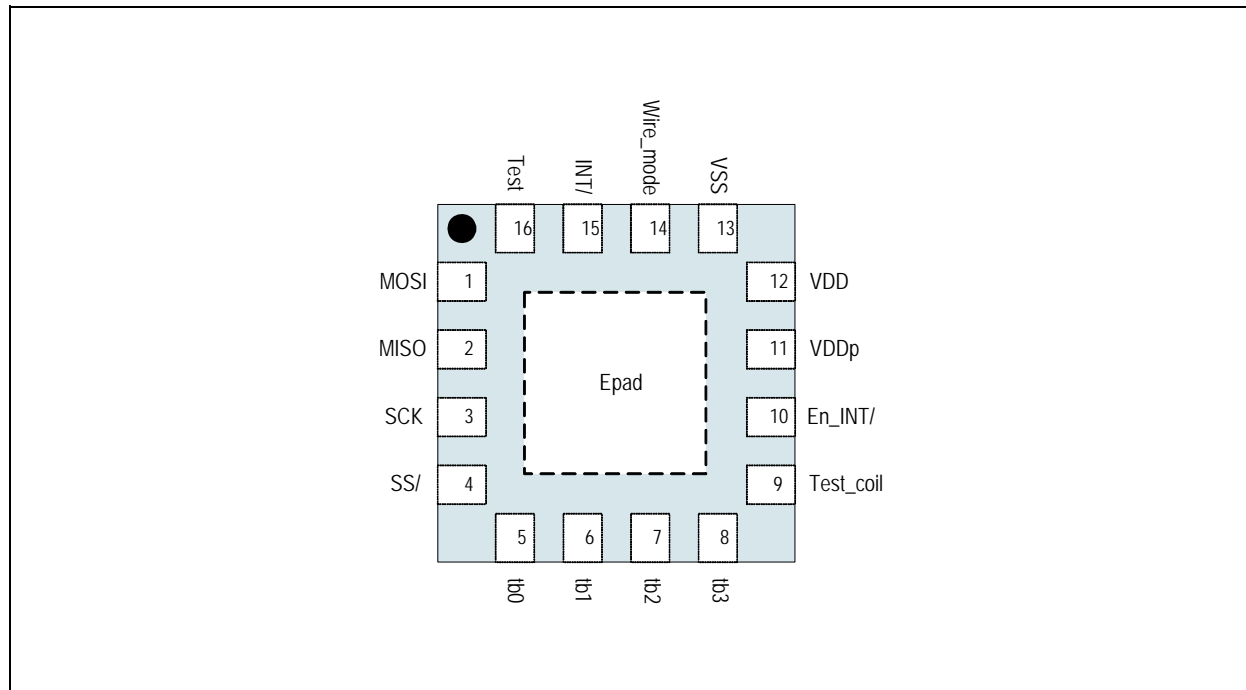 Test
INT/
Wire_mode
VSS
16
15
14
13
MOSI 1
12 VDD
MISO 2
11 VDDp
Epad
SCK 3
10 En_INT/
SS/ 4
9 Test_coil
5
6
7
8
tb0
tb1
tb2
tb3